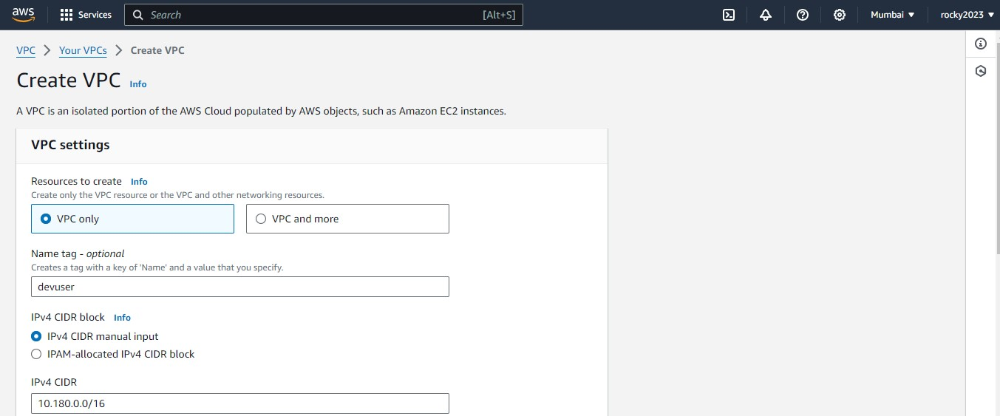 aws Services Search [Alt+S] Mumbai rocky2023
VPC Your VPCs Create VPC
Create VPC Info
A VPC is an isolated portion of the AWS Cloud populated by AWS objects, such as Amazon EC2 instances.
VPC settings
Resources to create Info
Create only the VPC resource or the VPC and other networking resources.
VPC only VPC and more
Name tag - optional
Creates a tag with a key of 'Name' and a value that you specify.
devuser
IPv4 CIDR block Info
IPv4 CIDR manual input
IPAM-allocated IPv4 CIDR block
IPv4 CIDR
10.180.0.0/16